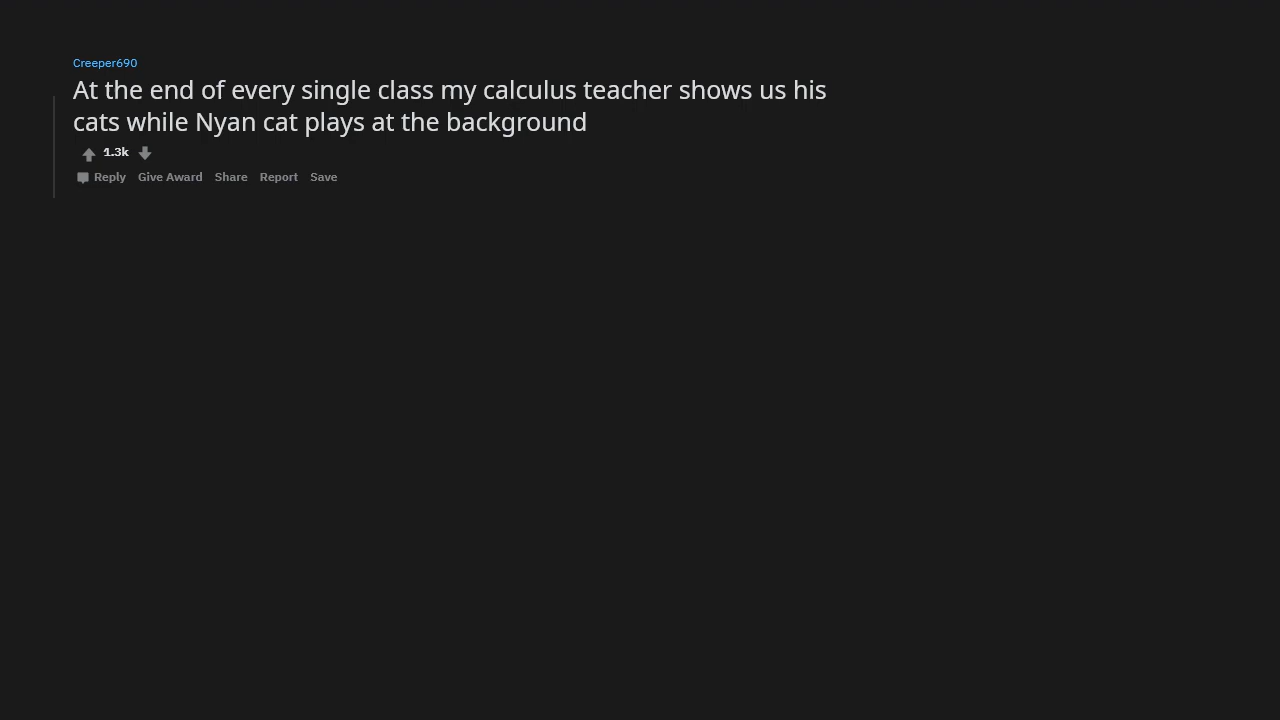 Creeper690
At the end of every single class my calculus teacher shows us his
cats while Nyan cat plays at the background
1.3k
Reply Give Award Share Report Save